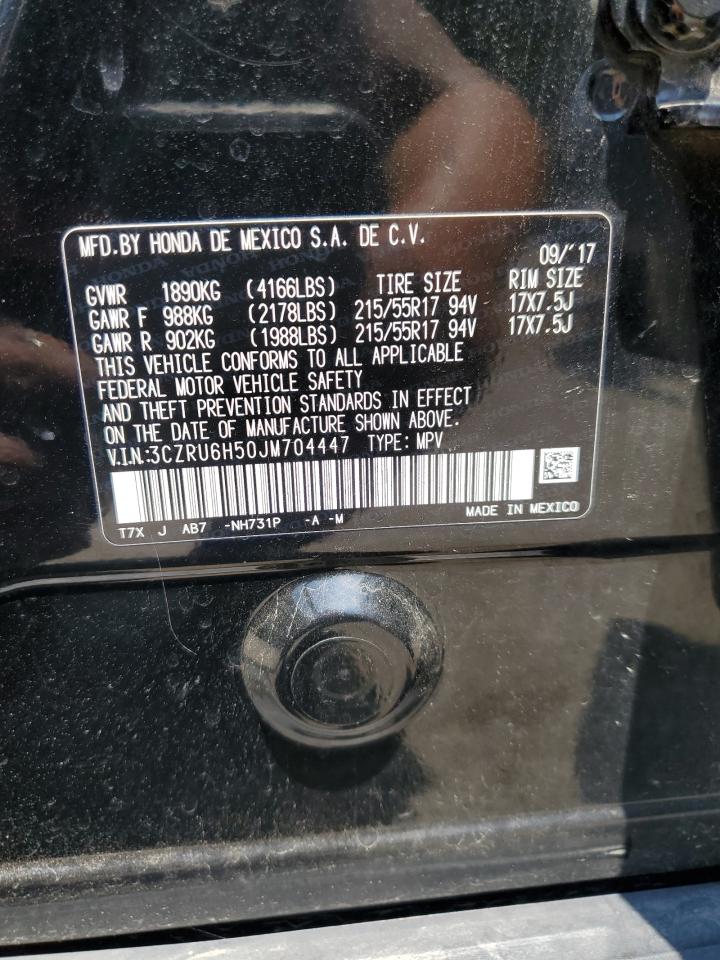 MFD.BY HONDA DE MEXICO S.A. DE C.V.
09/'17
GVWR 1890KG (4166LBS) TIRE SIZE RIM SIZE
GAWR F 988KG (2178LBS) 215/55R17 94V 17X7.5J
GAWR R 902KG (1988LBS) 215/55R17 94V 17X7.5J
THIS VEHICLE CONFORMS TO ALL APPLICABLE
FEDERAL MOTOR VEHICLE SAFETY
AND THEFT PREVENTION STANDARDS IN EFFECT
ON THE DATE OF MANUFACTURE SHOWN ABOVE.
V.I.N:3CZRU6H50JM704447 TYPE: MPV
T7X J AB7 -NH731P -A -M MADE IN MEXICO